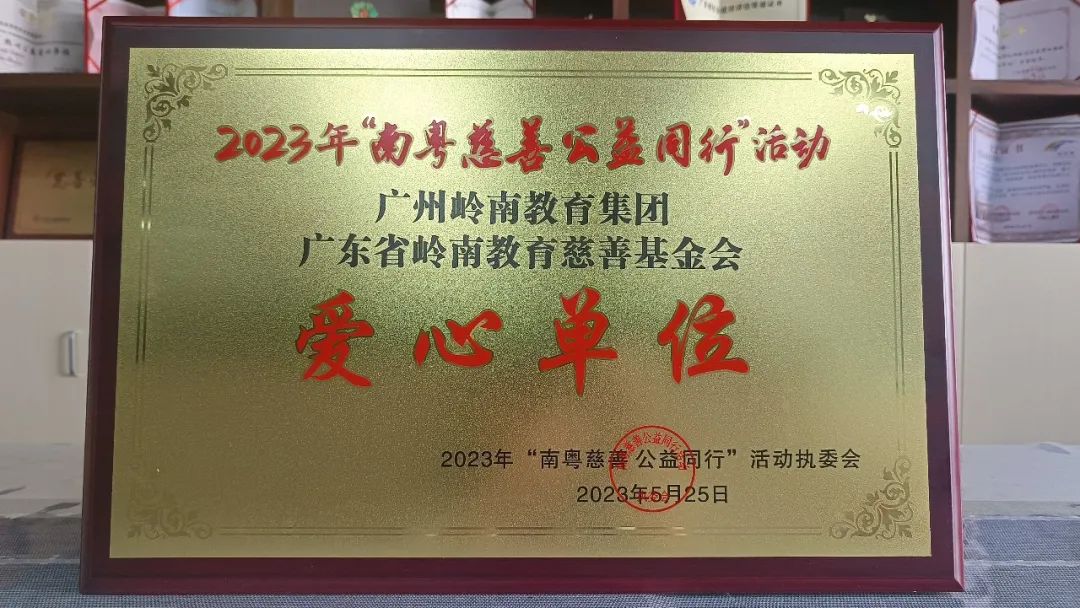 2023年“南粤慈善公益同行”活动
广州岭南教育集团
广东省岭南教育慈善基金会
爱心单位
2023年“南粤慈善 公益同行”活动执委会
2023年5月25日